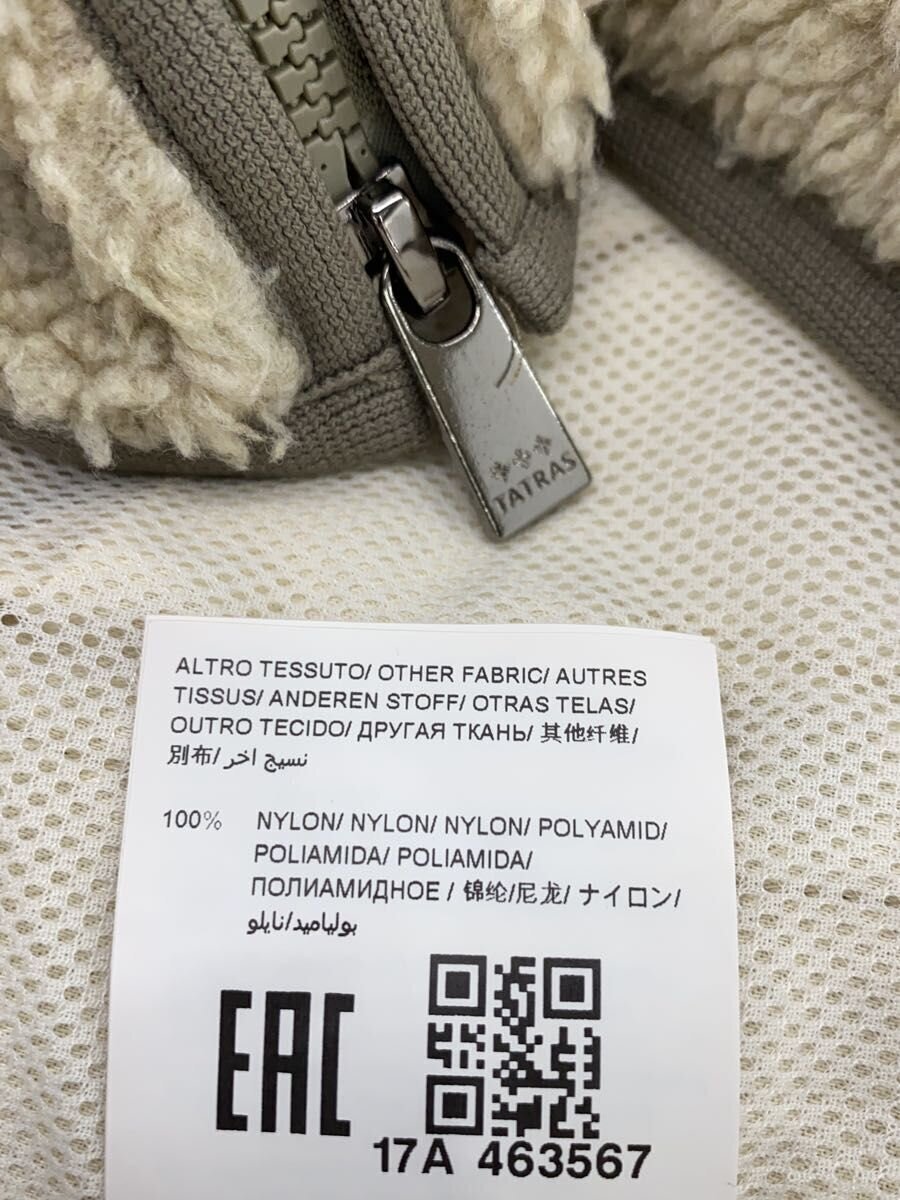 TATRAS
ALTRO TESSUTO/ OTHER FABRIC/ AUTRES
TISSUS/ ANDEREN STOFF/ OTRAS TELAS/
OUTRO TECIDO/ ДРУГАЯ ТКАНЬ/ 其他纤维/
別布/ نسيج اخر
100% NYLON/ NYLON/ NYLON/ POLYAMID/
POLIAMIDA/ POLIAMIDA/
ПОЛИАМИДНОЕ / 锦纶/尼龙/ ナイロン/
بولياميد/نايلو
EAC
17A 463567